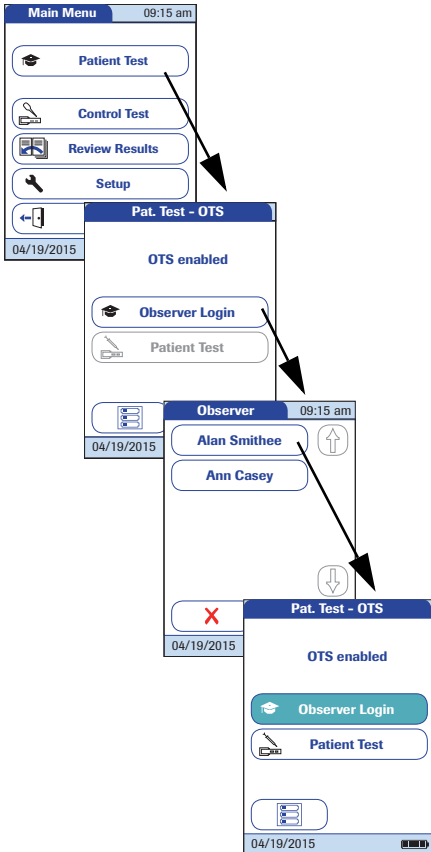 Main Menu
09:15 am
Patient Test
Control Test
Review Results
Setup
04/19/2015
Pat. Test - OTS
OTS enabled
Observer Login
Patient Test
04/19/2015
Observer
09:15 am
Alan Smithee
Ann Casey
04/19/2015
Pat. Test - OTS
OTS enabled
Observer Login
Patient Test
04/19/2015